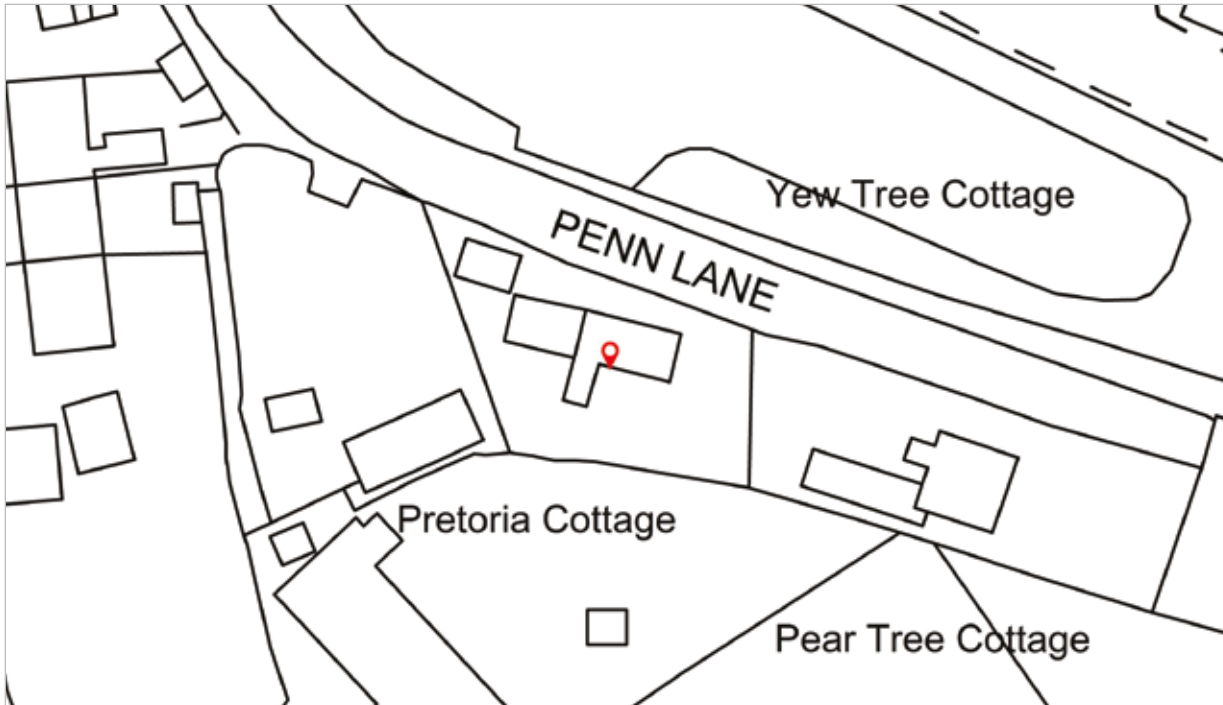 Yew Tree Cottage
PENN LANE
Pretoria Cottage
Pear Tree Cottage